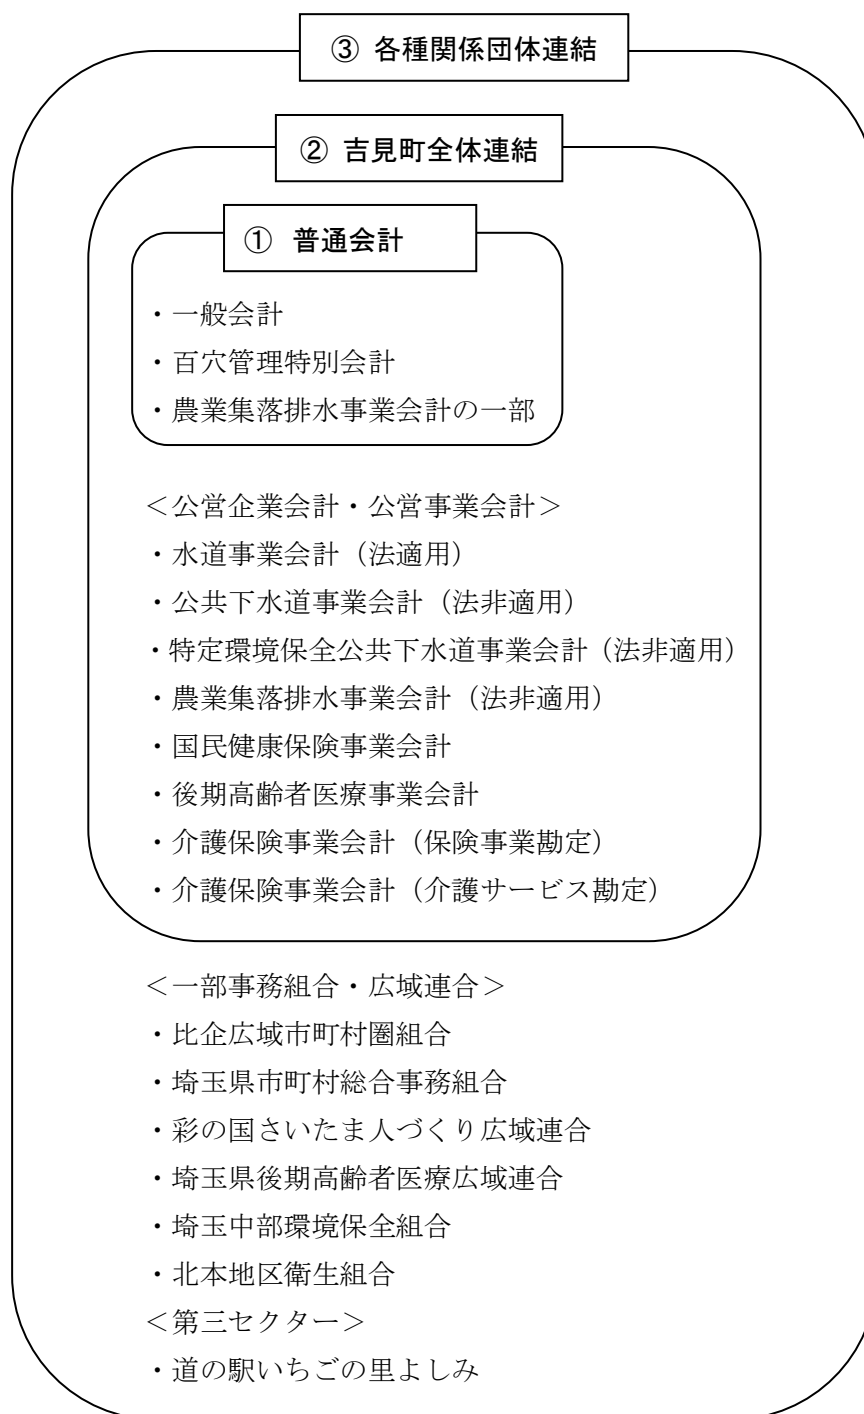 ③ 各種関係団体連結
② 吉見町全体連結
① 普通会計
・一般会計
・百穴管理特別会計
・農業集落排水事業会計の一部
＜公営企業会計・公営事業会計＞
・水道事業会計（法適用）
・公共下水道事業会計（法非適用）
・特定環境保全公共下水道事業会計（法非適用）
・農業集落排水事業会計（法非適用）
・国民健康保険事業会計
・後期高齢者医療事業会計
・介護保険事業会計（保険事業勘定）
・介護保険事業会計（介護サービス勘定）
＜一部事務組合・広域連合＞
・比企広域市町村圏組合
・埼玉県市町村総合事務組合
・彩の国さいたま人づくり広域連合
・埼玉県後期高齢者医療広域連合
・埼玉中部環境保全組合
・北本地区衛生組合
＜第三セクター＞
・道の駅いちごの里よしみ